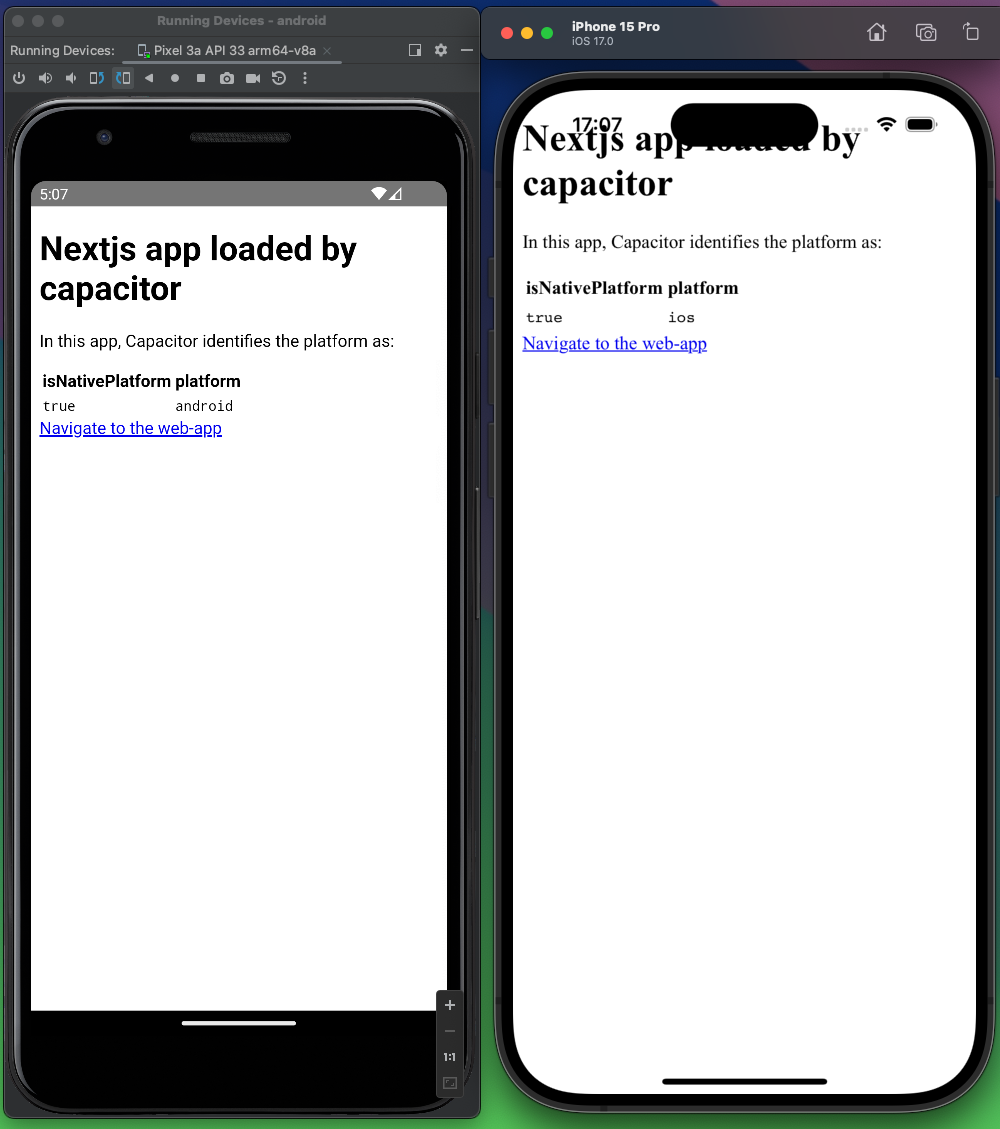 Running Devices - android
Running Devices:
Pixel 3a API 33 arm64-v8a
5:07
Nextjs app loaded by
capacitor
In this app, Capacitor identifies the platform as:
isNativePlatform platform
true android
Navigate to the web-app
1:1
iPhone 15 Pro
iOS 17.0
17:07
Nextjs app loaded by
capacitor
In this app, Capacitor identifies the platform as:
isNativePlatform platform
true ios
Navigate to the web-app